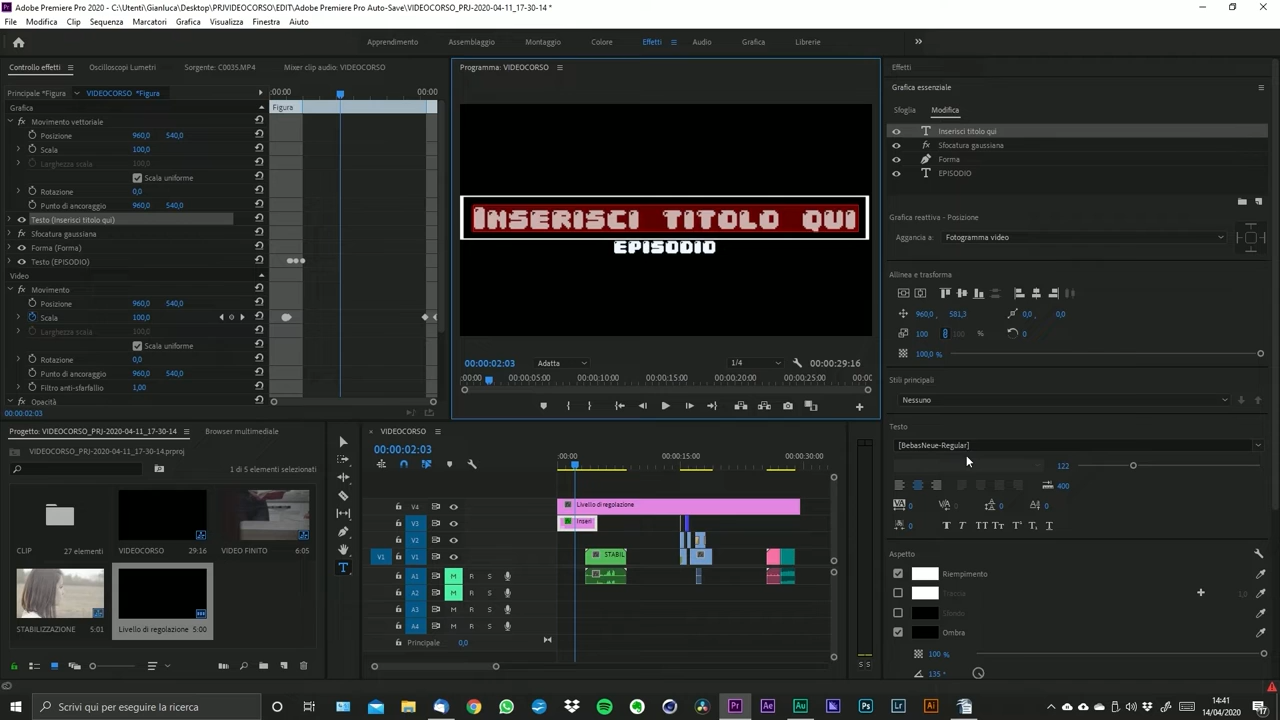 Adobe Premiere Pro 2020 - C:\Utenti\Gianluca\Desktop\PRJVIDEOCORSO\EDIT\Adobe Premiere Pro Auto-Save\VIDEOCORSO_PRJ-2020-04-11_17-30-14 *
File Modifica Clip Sequenza Marcatori Grafica Visualizza Finestra Aiuto
Apprendimento Assemblaggio Montaggio Colore Effetti Audio Grafica Librerie
Controllo effetti Oscilloscopi Lumetri Sorgente: C0035.MP4 Mixer clip audio: VIDEOCORSO
Principale *Figura VIDEOCORSO *Figura :00:00 00:00
Grafica Figura
Movimento vettoriale
Posizione 960,0 540,0
Scala 100,0
Larghezza scala 100,0
Scala uniforme
Rotazione 0,0
Punto di ancoraggio 960,0 540,0
Testo (Inserisci titolo qui)
Sfocatura gaussiana
Forma (Forma)
Testo (EPISODIO)
Video
Movimento
Posizione 960,0 540,0
Scala 100,0
Larghezza scala 100,0
Scala uniforme
Rotazione 0,0
Punto di ancoraggio 960,0 540,0
Filtro anti-sfarfallio 1,00
Opacità
00:00:02:03
Programma: VIDEOCORSO
Inserisci titolo qui
EPISODIO
00:00:02:03 Adatta 1/4 00:00:29:16
:00:00 00:00:05:00 00:00:10:00 00:00:15:00 00:00:20:00 00:00:25:00 00:00
Effetti
Grafica essenziale
Sfoglia Modifica
Inserisci titolo qui
Sfocatura gaussiana
Forma
EPISODIO
Grafica reattiva - Posizione
Aggancia a: Fotogramma video
Allinea e trasforma
960,0 581,3 0,0 0,0
100 100 % 0
100,0 %
Stili principali
Nessuno
Testo
[BebasNeue-Regular]
122
400
0 0 0 0
0 T T TT Tt T T T
Aspetto
Riempimento
Traccia 1,0
Sfondo
Ombra
100 %
135 °
Progetto: VIDEOCORSO_PRJ-2020-04-11_17-30-14 Browser multimediale
VIDEOCORSO_PRJ-2020-04-11_17-30-14.prproj
1 di 5 elementi selezionati
CLIP 27 elementi VIDEOCORSO 29:16 VIDEO FINITO 6:05
STABILIZZAZIONE 5:01 Livello di regolazione 5:00
VIDEOCORSO
00:00:02:03 :00:00 00:00:15:00 00:00:30:00
V4 Livello di regolazione
V3 Inseri
V2
V1 V1 STABIL
A1 M R S
A2 M R S
A3 M R S
A4 M R S
Principale 0,0
S S
Scrivi qui per eseguire la ricerca
Pr Ae Au Ps Lr Ai
14:41
14/04/2020